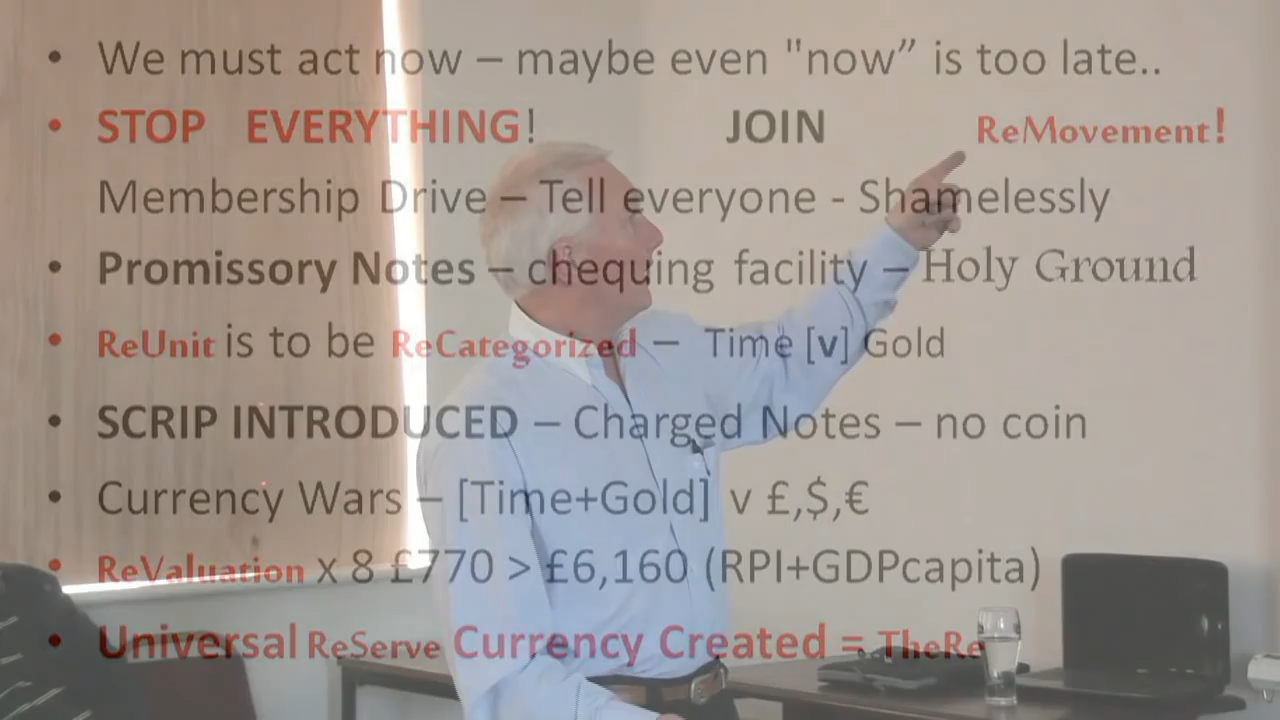 • We must act now – maybe even "now” is too late..
• STOP EVERYTHING! JOIN ReMovement!
Membership Drive – Tell everyone - Shamelessly
• Promissory Notes – chequing facility – Holy Ground
• ReUnit is to be ReCategorized – Time [v] Gold
• SCRIP INTRODUCED – Charged Notes – no coin
• Currency Wars – [Time+Gold] v £,$,€
• ReValuation x 8 £770 > £6,160 (RPI+GDPcapita)
• Universal ReServe Currency Created = TheRe